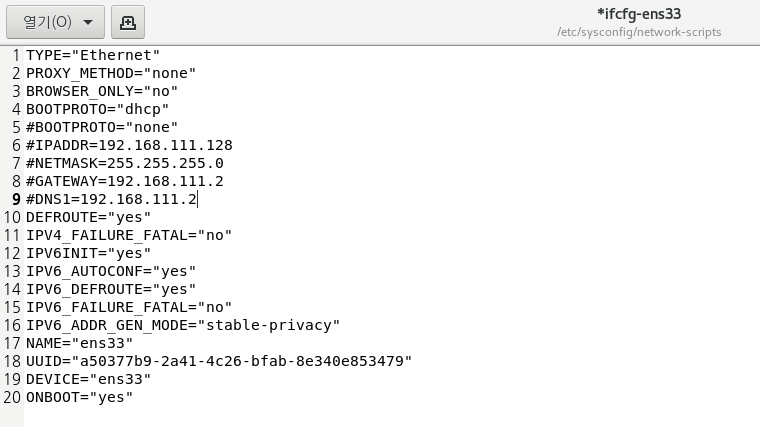 열기(O)
*ifcfg-ens33
/etc/sysconfig/network-scripts
1 TYPE="Ethernet"
2 PROXY_METHOD="none"
3 BROWSER_ONLY="no"
4 BOOTPROTO="dhcp"
5 #BOOTPROTO="none"
6 #IPADDR=192.168.111.128
7 #NETMASK=255.255.255.0
8 #GATEWAY=192.168.111.2
9 #DNS1=192.168.111.2
10 DEFROUTE="yes"
11 IPV4_FAILURE_FATAL="no"
12 IPV6INIT="yes"
13 IPV6_AUTOCONF="yes"
14 IPV6_DEFROUTE="yes"
15 IPV6_FAILURE_FATAL="no"
16 IPV6_ADDR_GEN_MODE="stable-privacy"
17 NAME="ens33"
18 UUID="a50377b9-2a41-4c26-bfab-8e340e853479"
19 DEVICE="ens33"
20 ONBOOT="yes"